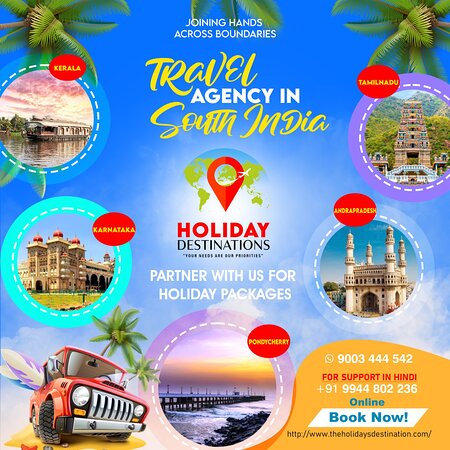 JOINING HANDS
ACROSS BOUNDARIES
TRAVEL
AGENCY IN
SOUTH INDIA
KERALA
TAMILNADU
HOLIDAY
DESTINATIONS
"YOUR NEEDS ARE OUR PRIORITIES"
KARNATAKA
ANDRAPRADESH
PARTNER WITH US FOR
HOLIDAY PACKAGES
PONDYCHERRY
9003 444 542
FOR SUPPORT IN HINDI
+91 9944 802 236
Online
Book Now!
http://www.theholidaysdestination.com/